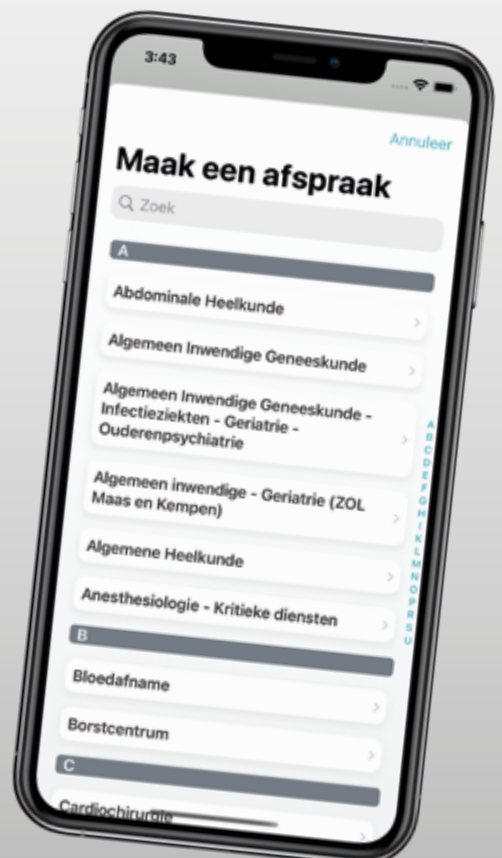 3:43
Annuleer
Maak een afspraak
Zoek
A
Abdominale Heelkunde
Algemeen Inwendige Geneeskunde
Algemeen Inwendige Geneeskunde -
Infectieziekten - Geriatrie -
Ouderenpsychiatrie
Algemeen inwendige - Geriatrie (ZOL
Maas en Kempen)
Algemene Heelkunde
Anesthesiologie - Kritieke diensten
B
Bloedafname
Borstcentrum
C
Cardiochirurgie
A
B
C
D
E
F
G
H
I
K
L
M
N
O
P
R
S
U